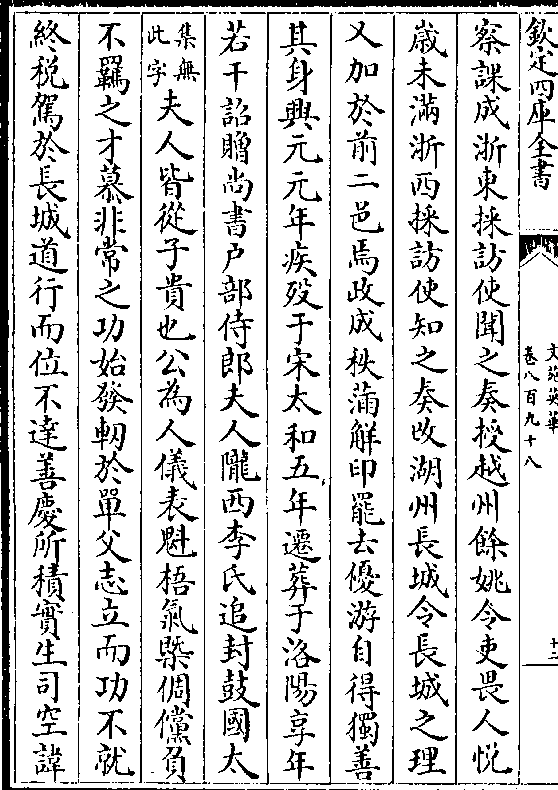 欽定四庫全書
文苑英華
卷八百九十八
十二
察課成浙東採訪使聞之奏授越州餘姚令吏畏人悅
歳未滿浙西採訪使知之奏改湖州長城令長城之理
又加於前二邑焉政成秩滿解印罷去優游自得獨善
其身興元元年疾殁于宋太和五年遷葬于洛陽享年
若干詔贈尚書户部侍郎夫人隴西李氏追封鼓國太
集無
此字夫人皆從子貴也公為人儀表魁梧氣槩倜儻負
不羈之才慕非常之功始發軔於單父志立而功不就
終税駕於長城道行而位不達善慶所積實生司空諱